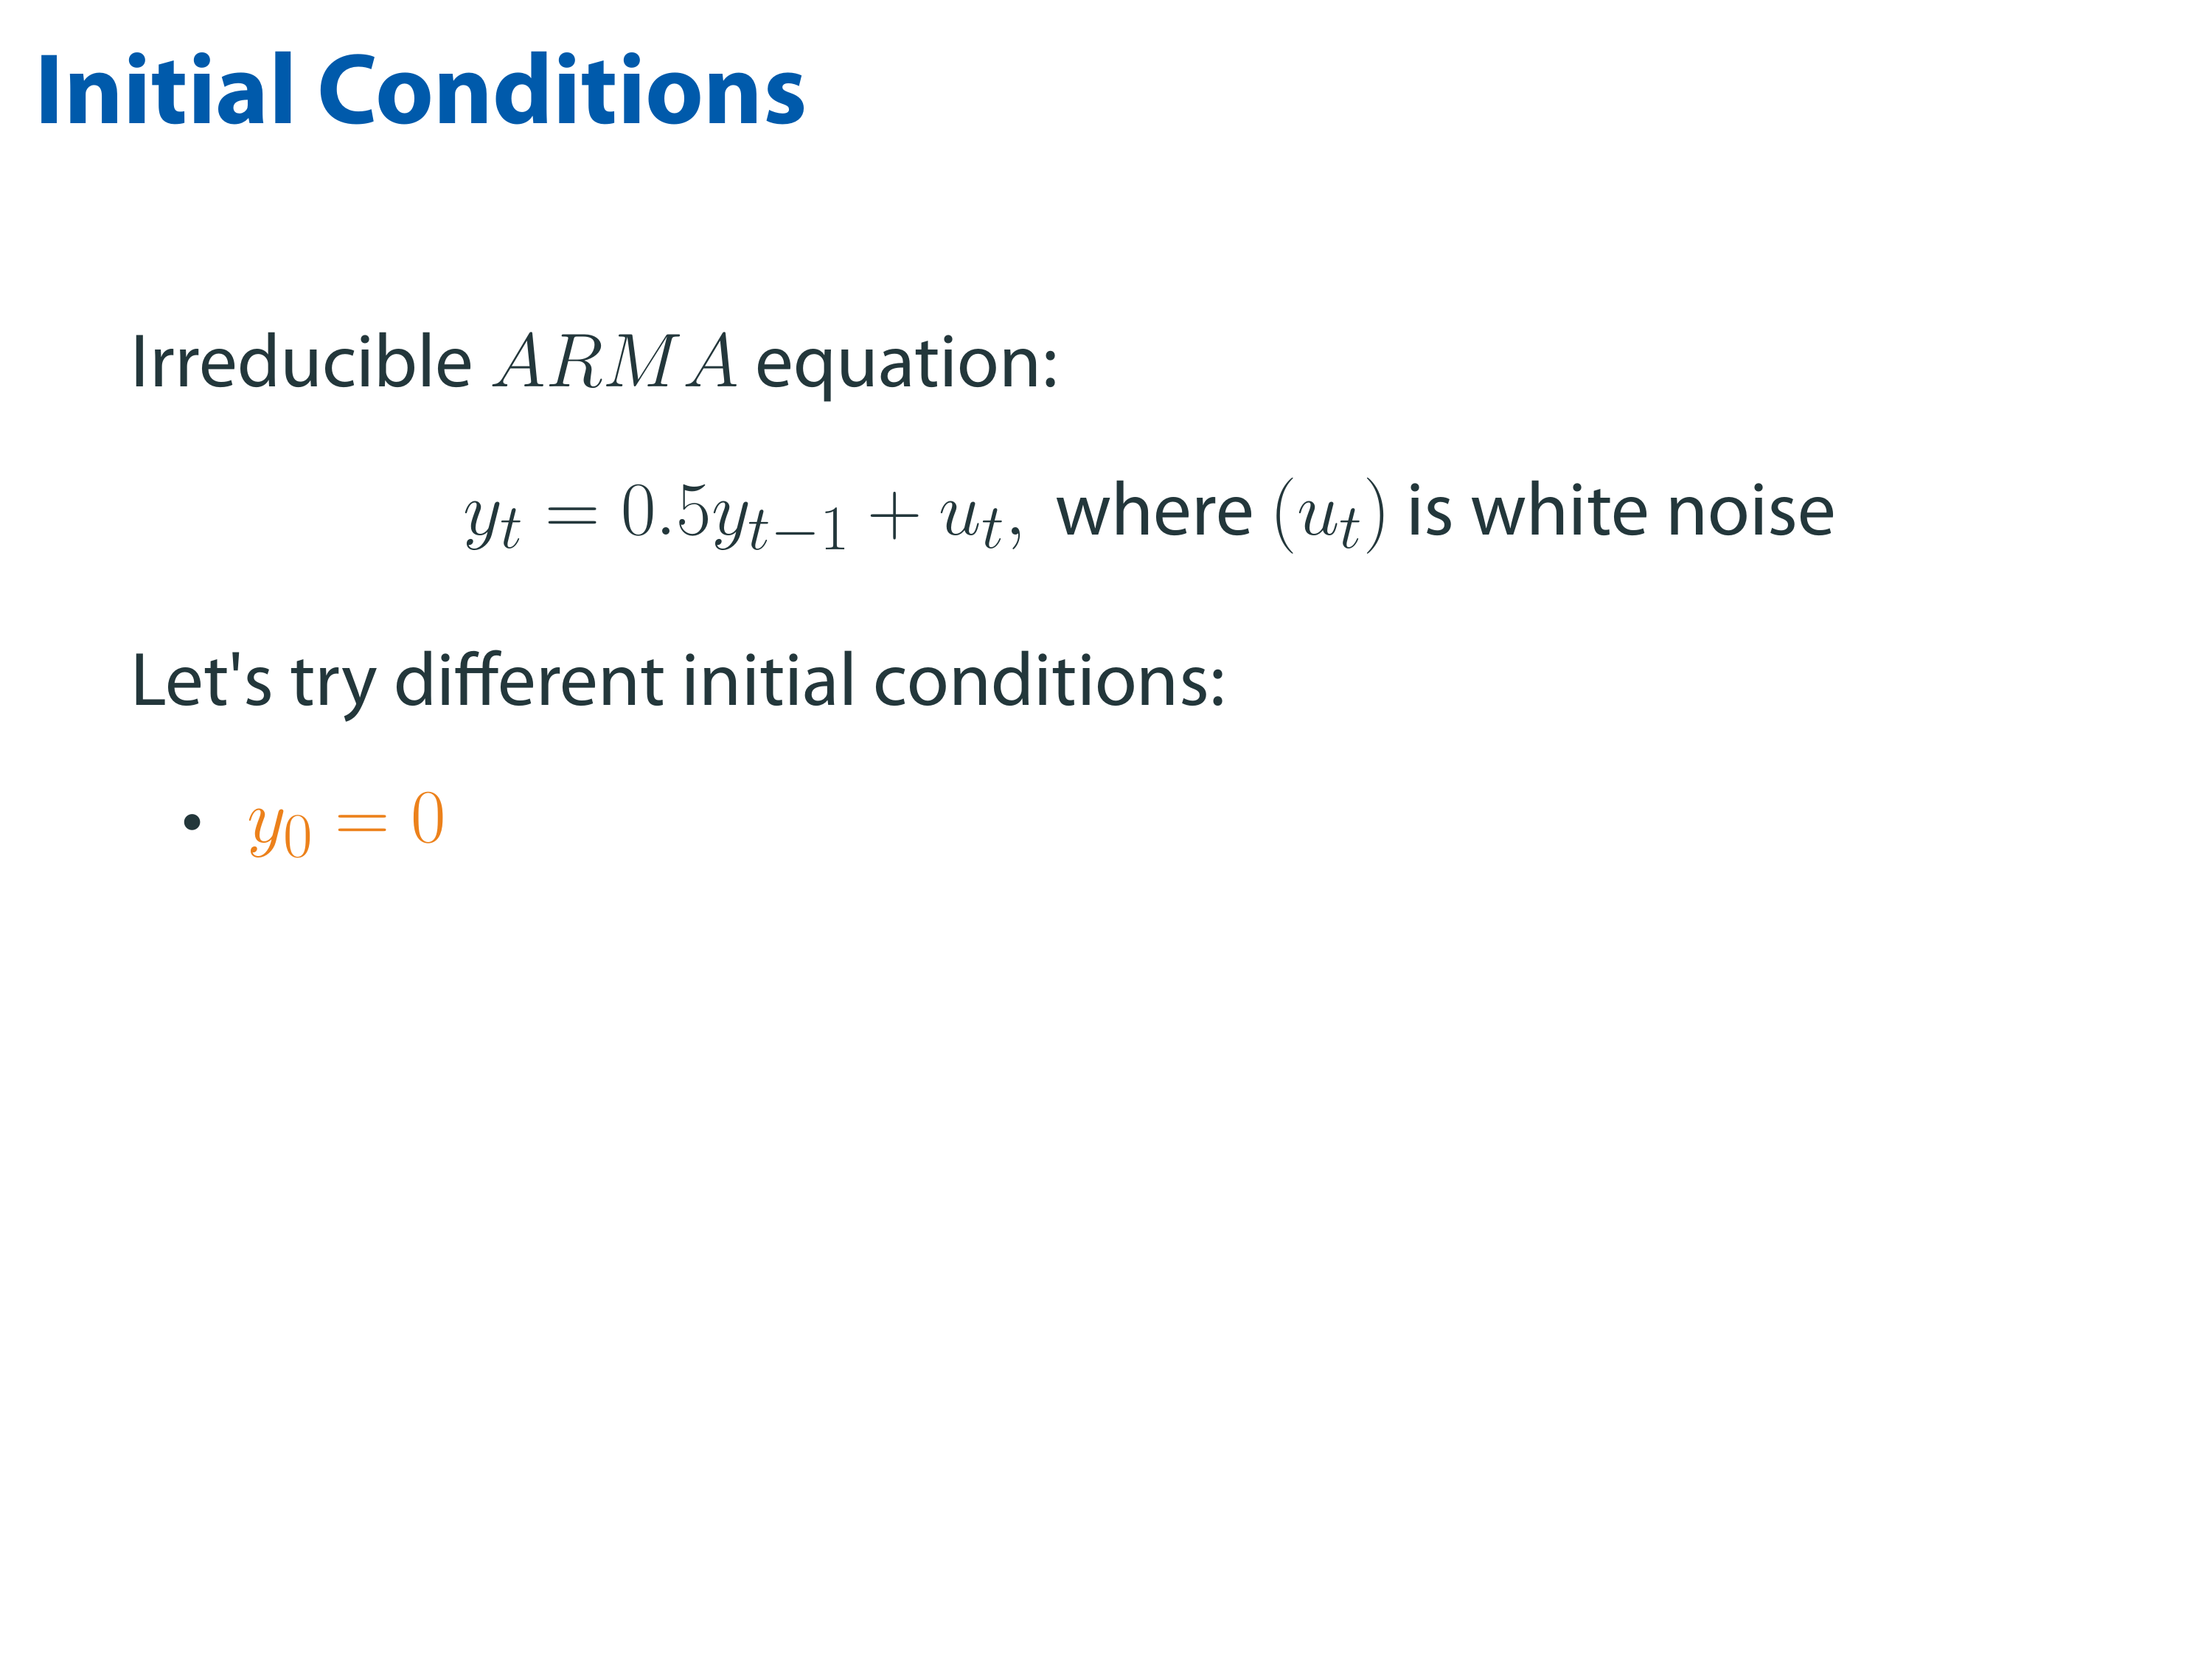 Initial Conditions
Irreducible ARMA equation:
y_t = 0.5y_{t-1} + u_t, where (u_t) is white noise
Let's try different initial conditions:
• y_0 = 0